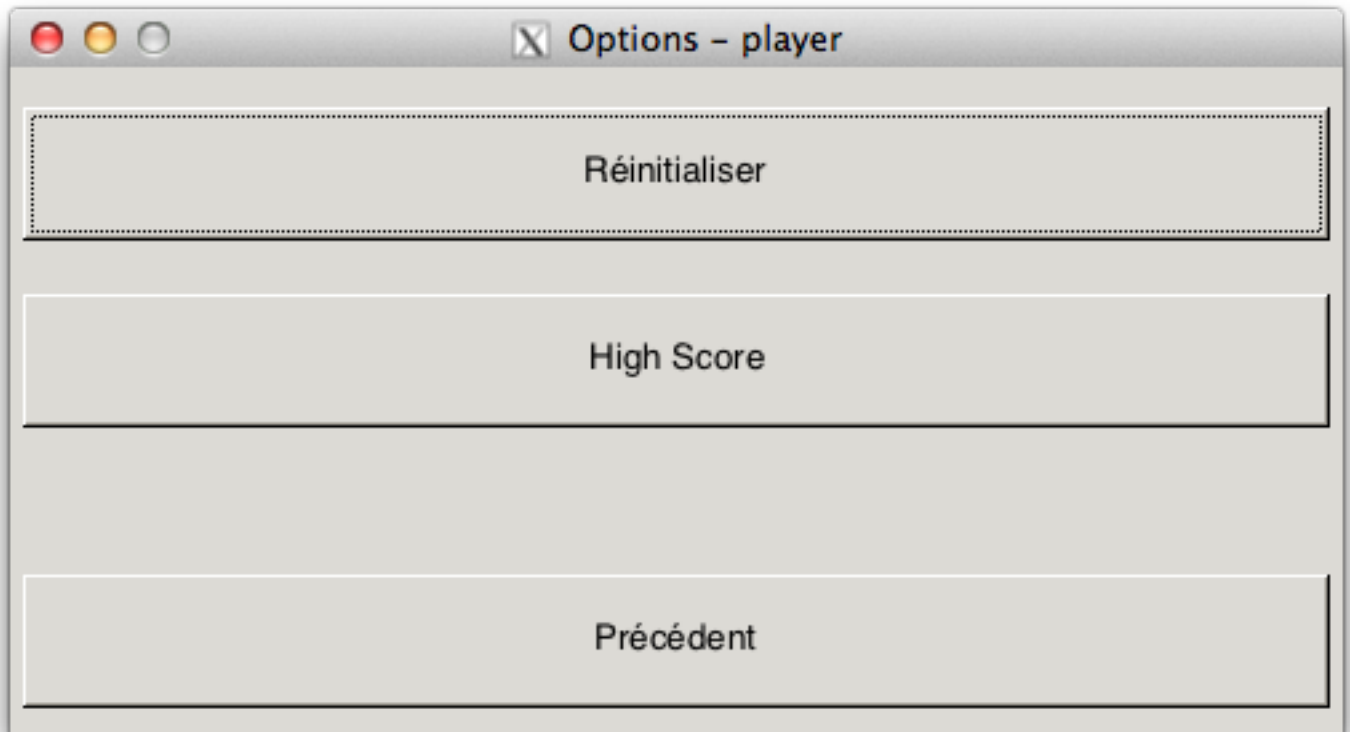 Options – player
Réinitialiser
High Score
Précédent